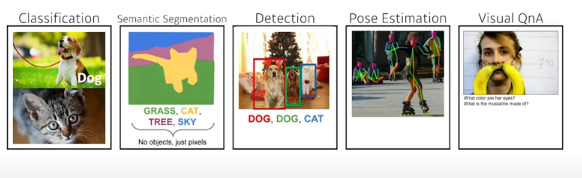 Classification
Semantic Segmentation
Detection
Pose Estimation
Visual QnA
Dog
GRASS, CAT,
TREE, SKY
No objects, just pixels
DOG, DOG, CAT
What color are her eyes?
What is the mustache made of?